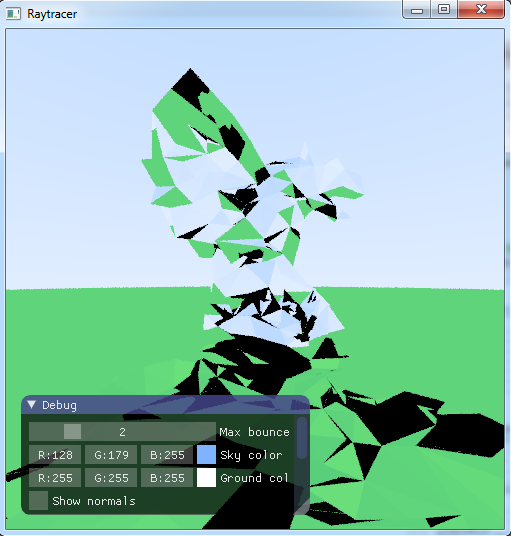 Raytracer
Debug
2 Max bounce
R:128 G:179 B:255 Sky color
R:255 G:255 B:255 Ground col
Show normals